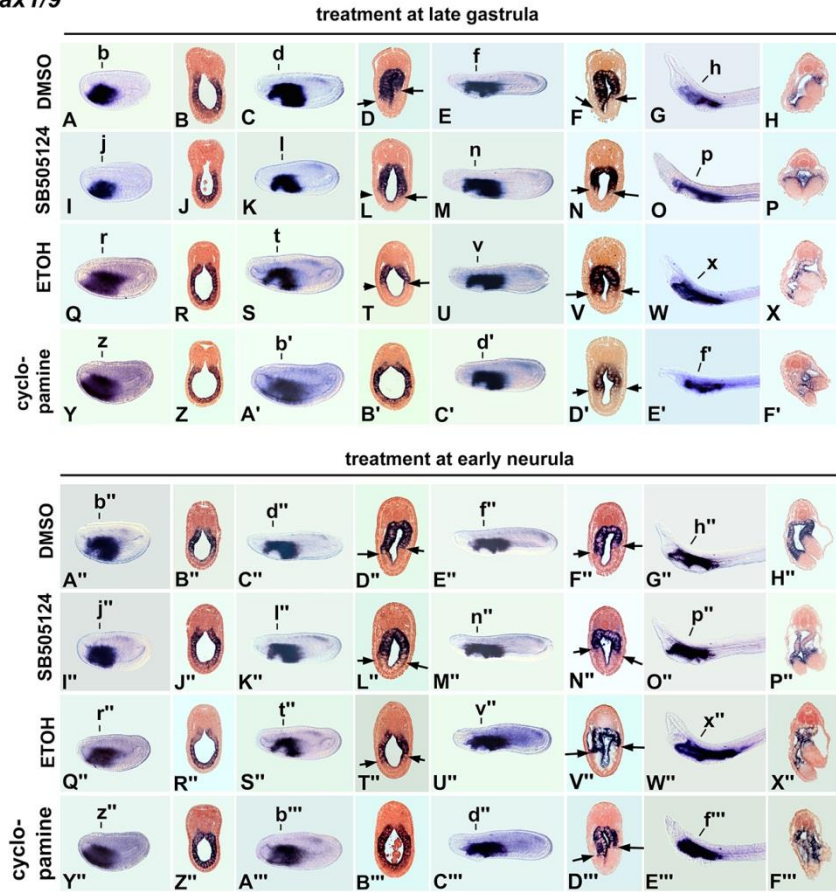 ax1/9
treatment at late gastrula
DMSO
b d f h
A B C D E F G H
SB505124
j l n p
I J K L M N O P
ETOH
r t v x
Q R S T U V W X
cyclo-
pamine
z b' d' f'
Y Z A' B' C' D' E' F'
treatment at early neurula
DMSO
b'' d'' f'' h''
A'' B'' C'' D'' E'' F'' G'' H''
SB505124
j'' l'' n'' p''
I'' J'' K'' L'' M'' N'' O'' P''
ETOH
r'' t'' v'' x''
Q'' R'' S'' T'' U'' V'' W'' X''
cyclo-
pamine
z'' b''' d'' f'''
Y'' Z'' A''' B''' C''' D''' E''' F'''